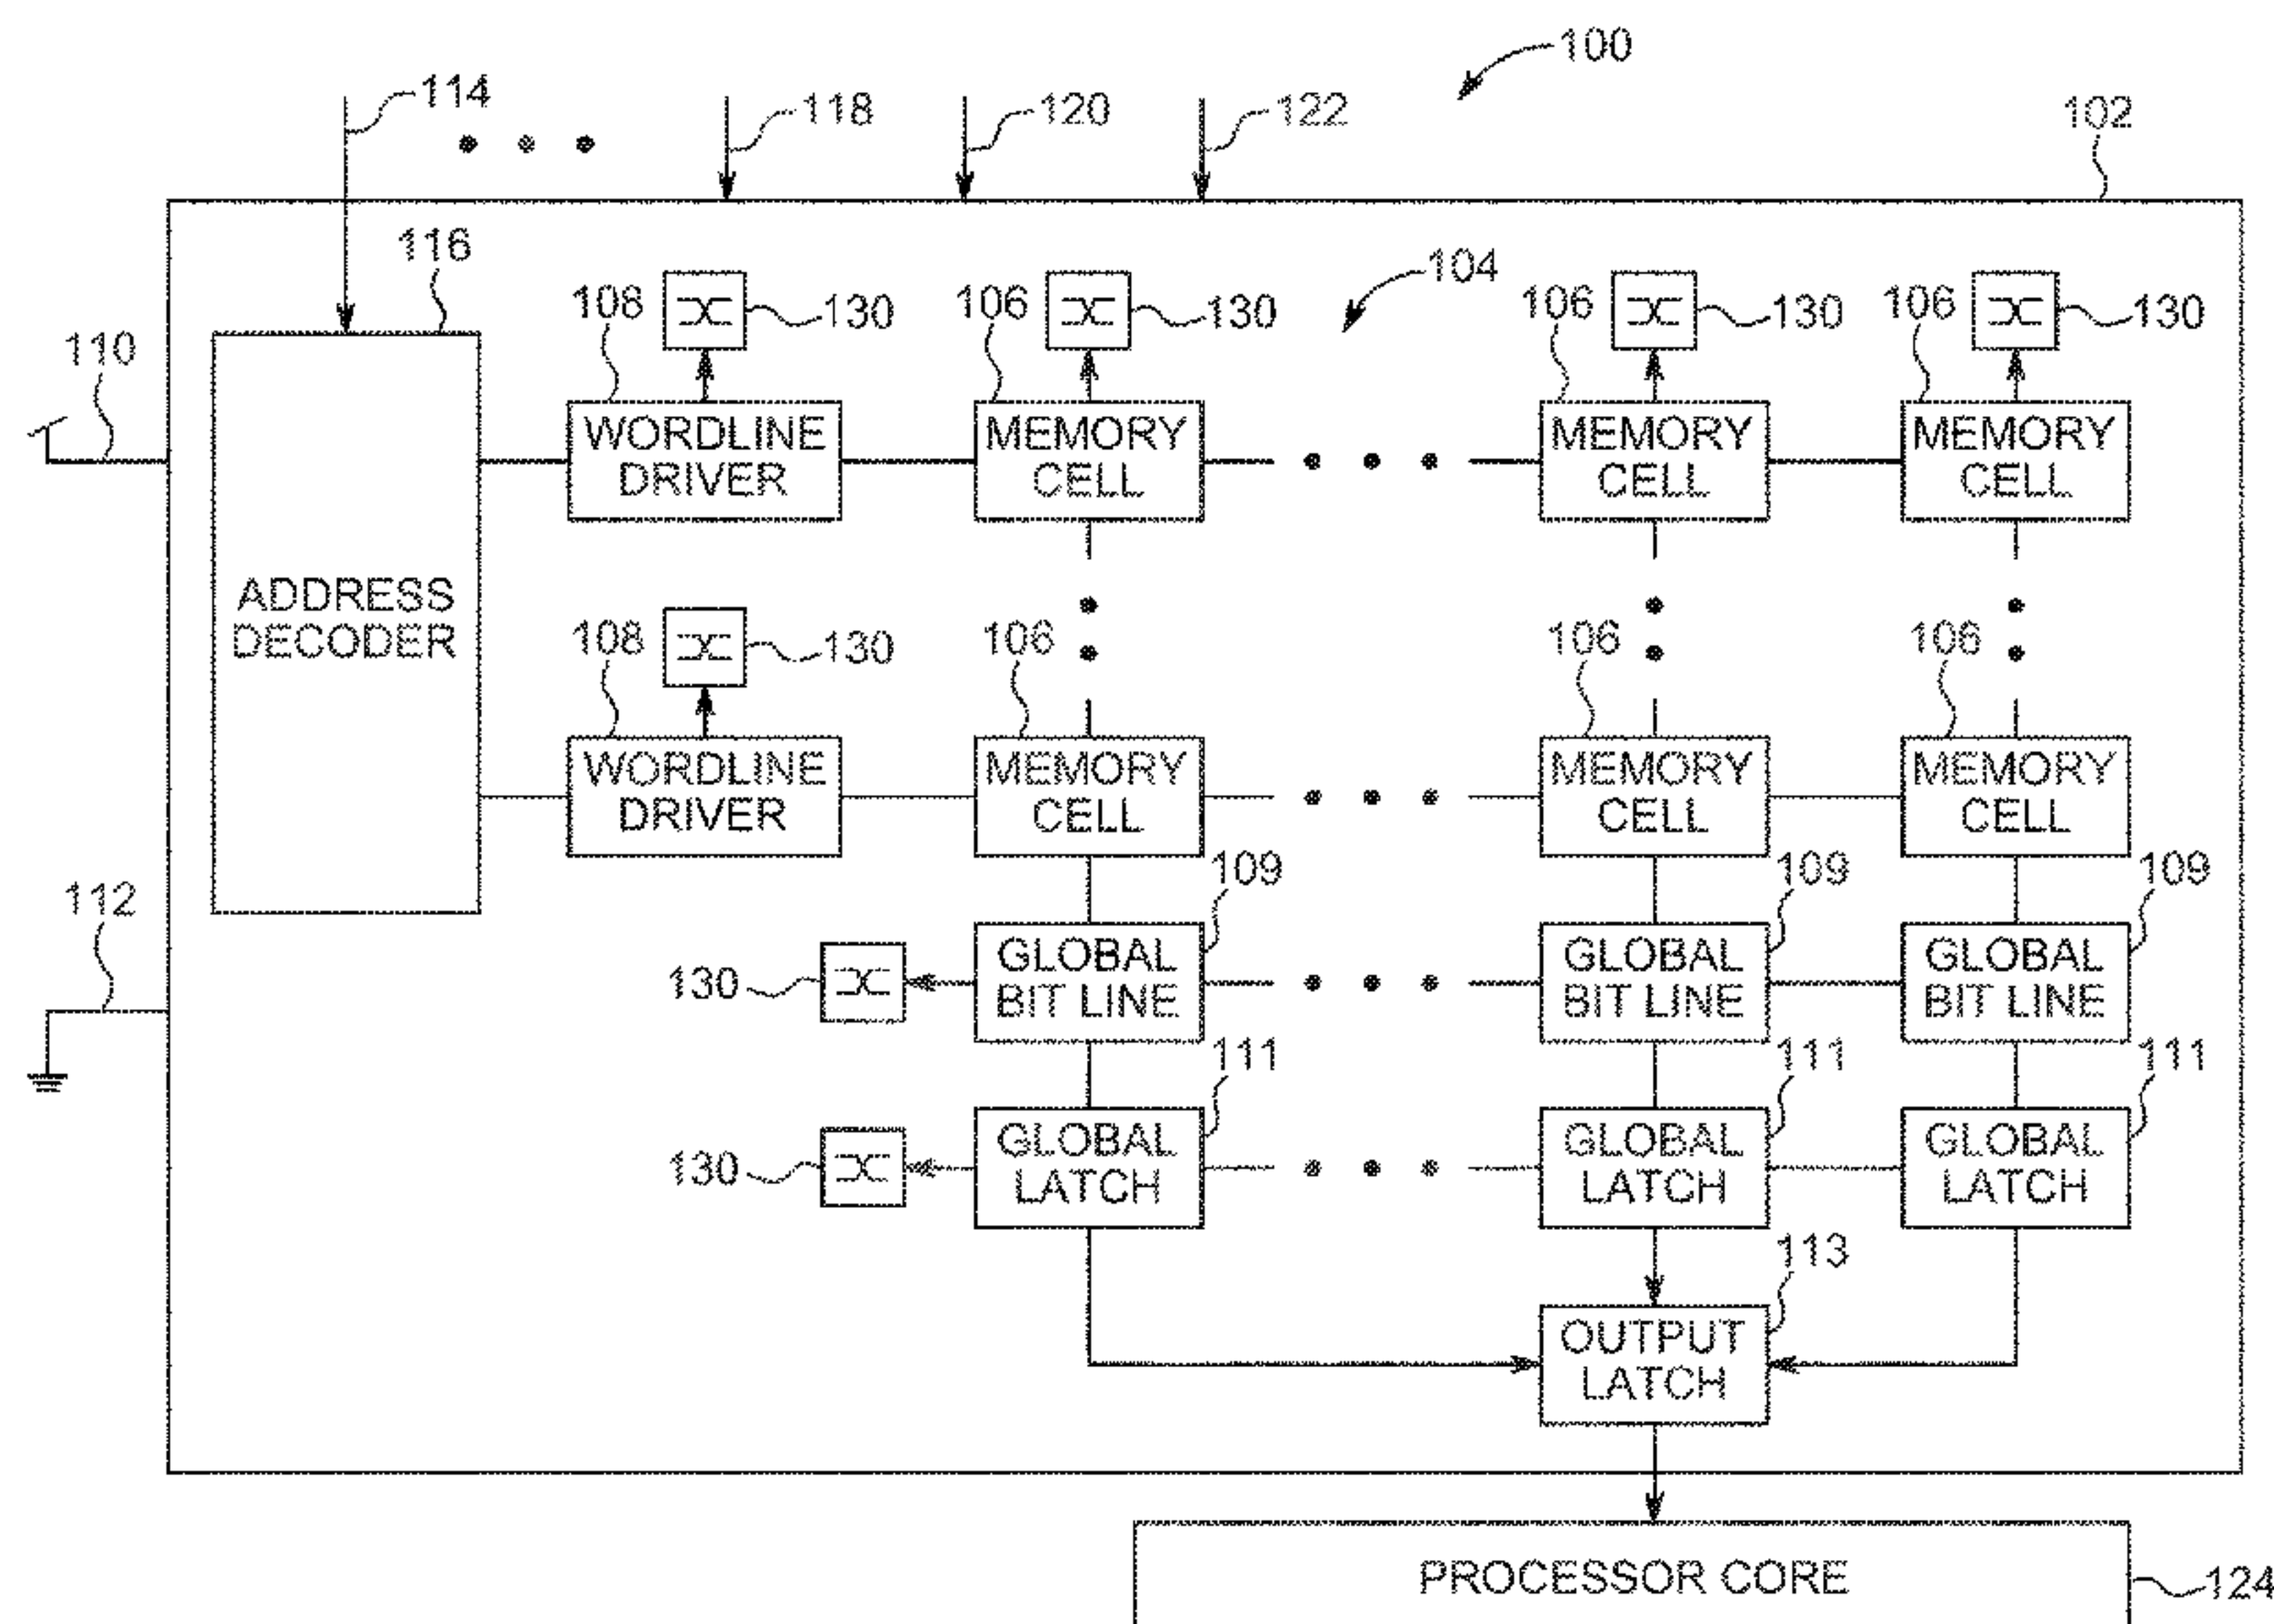 100
114
118
120
122
102
116
104
108
130
106
130
106
130
106
130
110
WORDLINE
DRIVER
MEMORY
CELL
MEMORY
CELL
MEMORY
CELL
ADDRESS
DECODER
108
130
106
106
106
WORDLINE
DRIVER
MEMORY
CELL
MEMORY
CELL
MEMORY
CELL
112
109
109
109
130
GLOBAL
BIT LINE
GLOBAL
BIT LINE
GLOBAL
BIT LINE
111
111
111
130
GLOBAL
LATCH
GLOBAL
LATCH
GLOBAL
LATCH
113
OUTPUT
LATCH
PROCESSOR CORE
124